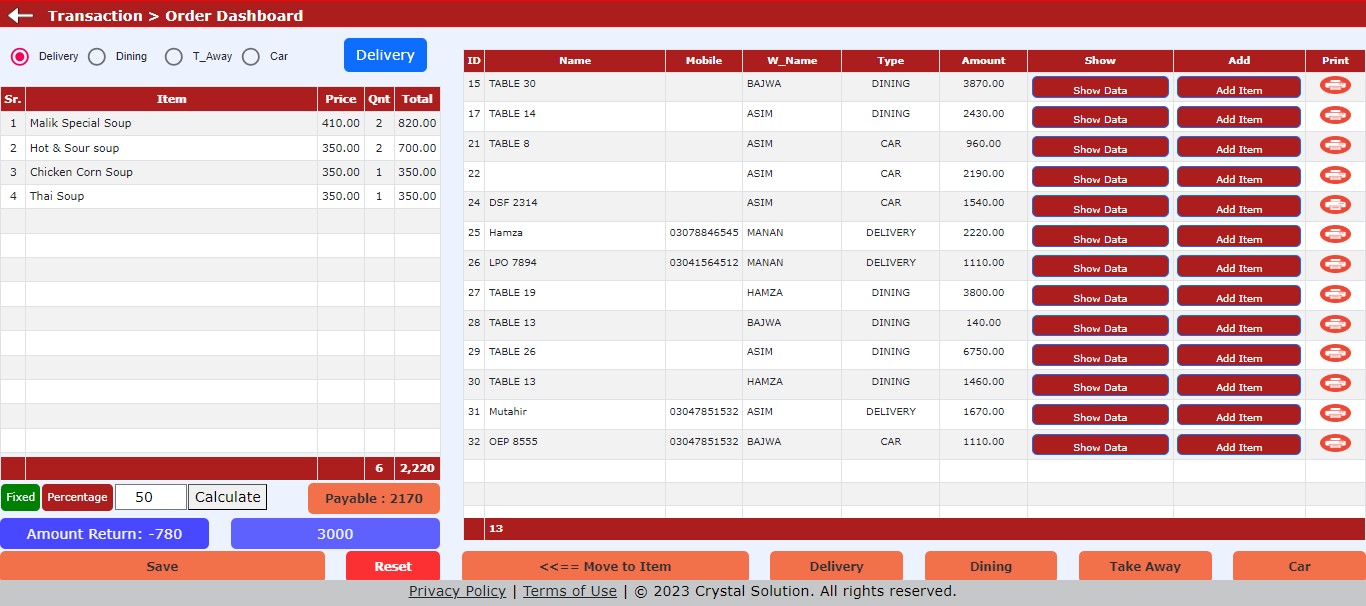 Transaction > Order Dashboard
Delivery Dining T_Away Car Delivery
Sr. Item Price Qnt Total
1 Malik Special Soup 410.00 2 820.00
2 Hot & Sour soup 350.00 2 700.00
3 Chicken Corn Soup 350.00 1 350.00
4 Thai Soup 350.00 1 350.00
6 2,220
Fixed Percentage 50 Calculate Payable : 2170
Amount Return: -780 3000
Save Reset
ID Name Mobile W_Name Type Amount Show Add Print
15 TABLE 30 BAJWA DINING 3870.00 Show Data Add Item
17 TABLE 14 ASIM DINING 2430.00 Show Data Add Item
21 TABLE 8 ASIM CAR 960.00 Show Data Add Item
22 ASIM CAR 2190.00 Show Data Add Item
24 DSF 2314 ASIM CAR 1540.00 Show Data Add Item
25 Hamza 03078846545 MANAN DELIVERY 2220.00 Show Data Add Item
26 LPO 7894 03041564512 MANAN DELIVERY 1110.00 Show Data Add Item
27 TABLE 19 HAMZA DINING 3800.00 Show Data Add Item
28 TABLE 13 BAJWA DINING 140.00 Show Data Add Item
29 TABLE 26 ASIM DINING 6750.00 Show Data Add Item
30 TABLE 13 HAMZA DINING 1460.00 Show Data Add Item
31 Mutahir 03047851532 ASIM DELIVERY 1670.00 Show Data Add Item
32 OEP 8555 03047851532 BAJWA CAR 1110.00 Show Data Add Item
13
<<== Move to Item Delivery Dining Take Away Car
Privacy Policy | Terms of Use | © 2023 Crystal Solution. All rights reserved.